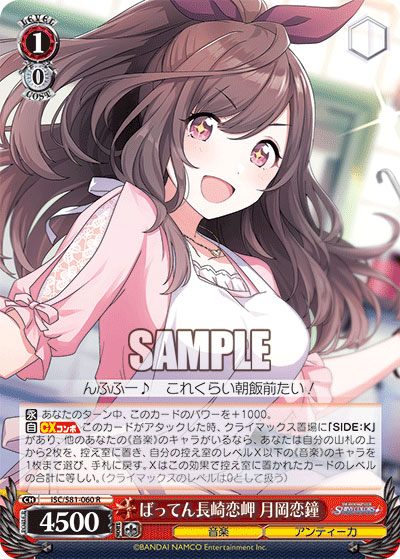 LEVEL
1
0
COST
SAMPLE
んふふー♪ これくらい朝飯前たい!
永 あなたのターン中、このカードのパワーを+1000。
自 CXコンボ このカードがアタックした時、クライマックス置場に「SIDE:K」
があり、他のあなたの《音楽》のキャラがいるなら、あなたは自分の山札の上
から2枚を、控え室に置き、自分の控え室のレベルX以下の《音楽》のキャラを
1枚まで選び、手札に戻す。Xはこの効果で控え室に置かれたカードのレベル
の合計に等しい。(クライマックスのレベルは0として扱う)
CH ISC/S81-060 R
4500
ばってん長崎恋岬 月岡恋鐘
SHINY COLORS
音楽
アンティーカ
©BANDAI NAMCO Entertainment Inc.